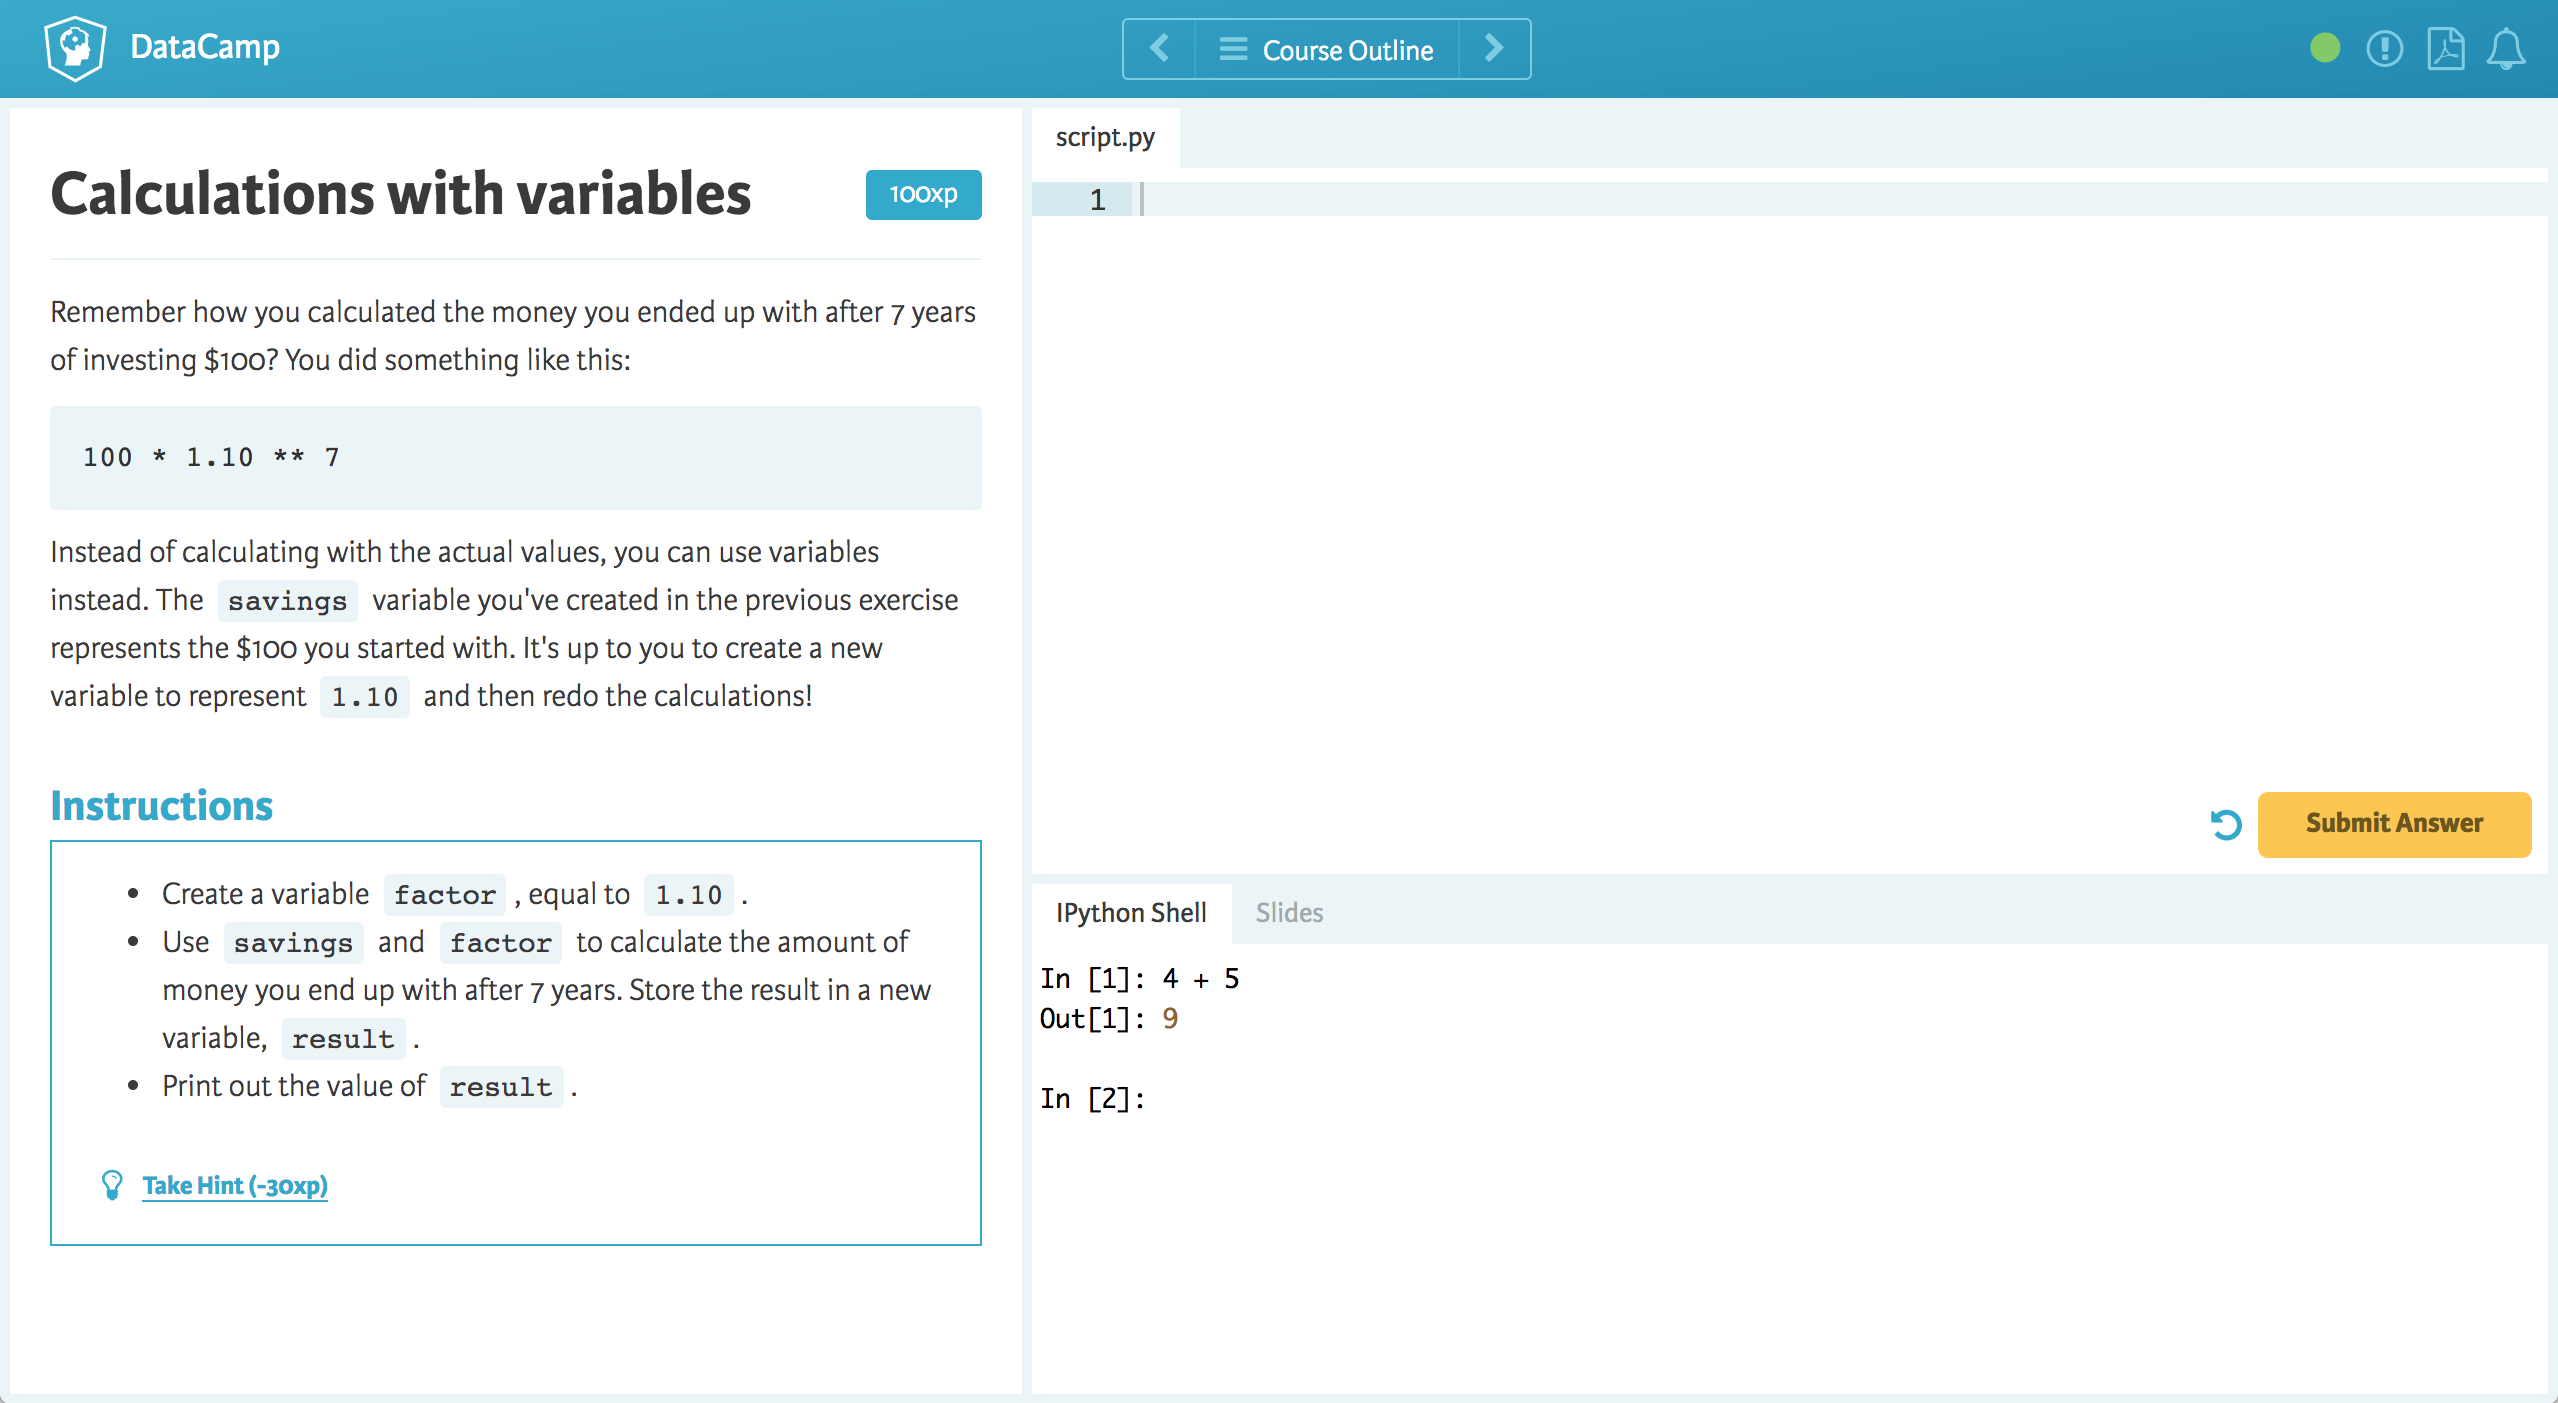 DataCamp
Course Outline
Calculations with variables
100xp
Remember how you calculated the money you ended up with after 7 years
of investing $100? You did something like this:
100 * 1.10 ** 7
Instead of calculating with the actual values, you can use variables
instead. The savings variable you've created in the previous exercise
represents the $100 you started with. It's up to you to create a new
variable to represent 1.10 and then redo the calculations!
Instructions
• Create a variable factor , equal to 1.10 .
• Use savings and factor to calculate the amount of
money you end up with after 7 years. Store the result in a new
variable, result .
• Print out the value of result .
Take Hint (-30xp)
script.py
1
Submit Answer
IPython Shell
Slides
In [1]: 4 + 5
Out[1]: 9
In [2]: